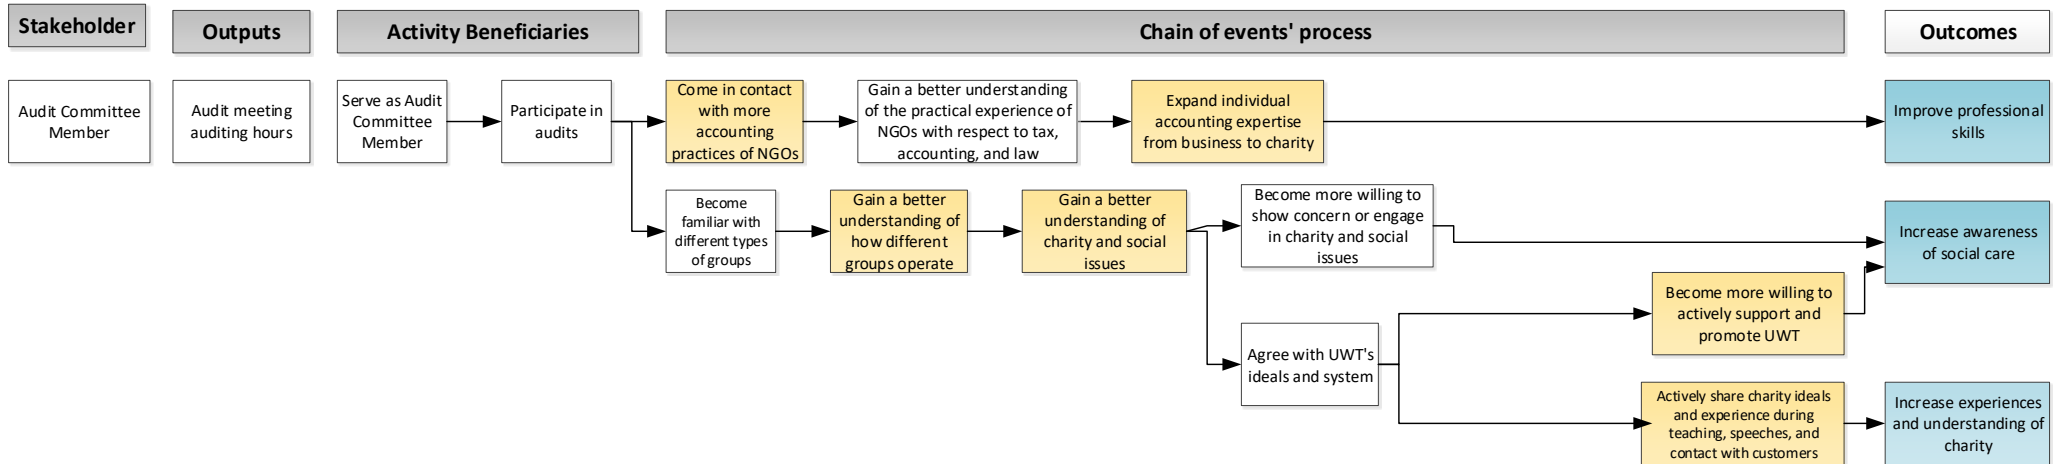 Stakeholder
Outputs
Activity Beneficiaries
Chain of events' process
Outcomes
Audit Committee
Member
Audit meeting
auditing hours
Serve as Audit
Committee
Member
Participate in
audits
Come in contact
with more
accounting
practices of NGOs
Gain a better understanding
of the practical experience of
NGOs with respect to tax,
accounting, and law
Expand individual
accounting expertise
from business to charity
Improve professional
skills
Become
familiar with
different types
of groups
Gain a better
understanding of
how different
groups operate
Gain a better
understanding of
charity and social
issues
Become more willing to
show concern or engage
in charity and social
issues
Increase awareness
of social care
Become more willing to
actively support and
promote UWT
Agree with UWT's
ideals and system
Actively share charity ideals
and experience during
teaching, speeches, and
contact with customers
Increase experiences
and understanding of
charity